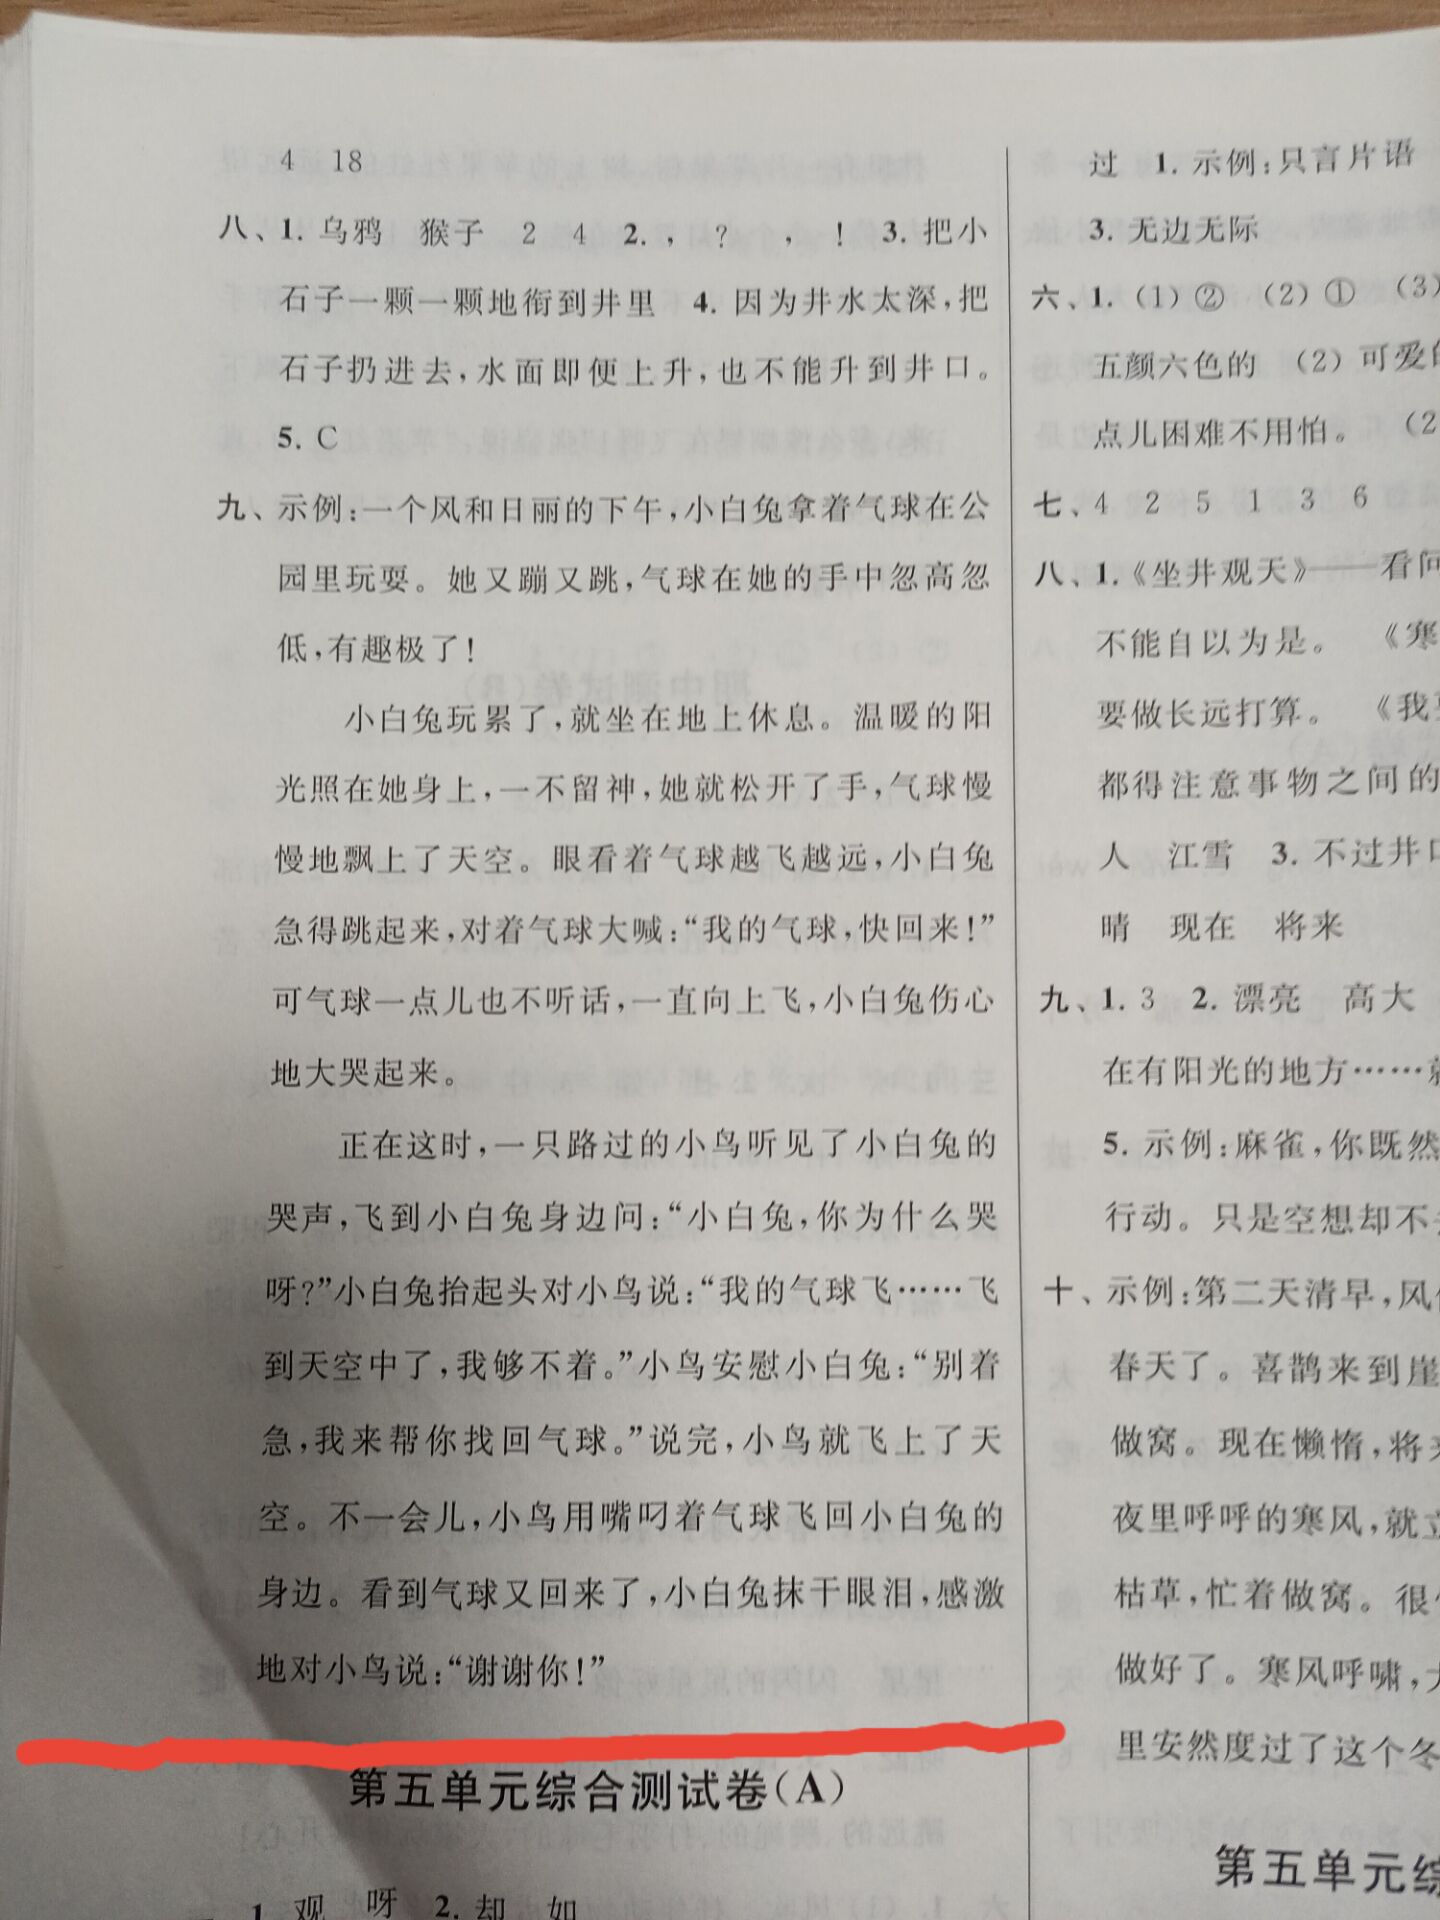 4 18
八、1. 乌鸦 猴子 2 4 2. , ? , ! 3. 把小
石子一颗一颗地衔到井里 4. 因为井水太深,把
石子扔进去,水面即便上升,也不能升到井口。
5. C
九、示例:一个风和日丽的下午,小白兔拿着气球在公
园里玩耍。她又蹦又跳,气球在她的手中忽高忽
低,有趣极了!
小白兔玩累了,就坐在地上休息。温暖的阳
光照在她身上,一不留神,她就松开了手,气球慢
慢地飘上了天空。眼看着气球越飞越远,小白兔
急得跳起来,对着气球大喊:“我的气球,快回来!”
可气球一点儿也不听话,一直向上飞,小白兔伤心
地大哭起来。
正在这时,一只路过的小鸟听见了小白兔的
哭声,飞到小白兔身边问:“小白兔,你为什么哭
呀?”小白兔抬起头对小鸟说:“我的气球飞……飞
到天空中了,我够不着。”小鸟安慰小白兔:“别着
急,我来帮你找回气球。”说完,小鸟就飞上了天
空。不一会儿,小鸟用嘴叼着气球飞回小白兔的
身边。看到气球又回来了,小白兔抹干眼泪,感激
地对小鸟说:“谢谢你!”
第五单元综合测试卷(A)
1. 观 呀 2. 却 如
过 1. 示例:只言片语
3. 无边无际
六、1. (1)② (2)① (3)
五颜六色的 (2)可爱的
点儿困难不用怕。 (2
七、4 2 5 1 3 6
八、1.《坐井观天》——看问
不能自以为是。 《寒
要做长远打算。 《我要
都得注意事物之间的
人 江雪 3. 不过井口
晴 现在 将来
九、1. 3 2. 漂亮 高大
在有阳光的地方……就
5. 示例:麻雀,你既然
行动。只是空想却不
十、示例:第二天清早,风
春天了。喜鹊来到崖
做窝。现在懒惰,将来
夜里呼呼的寒风,就立
枯草,忙着做窝。很
做好了。寒风呼啸,
里安然度过了这个冬
第五单元综